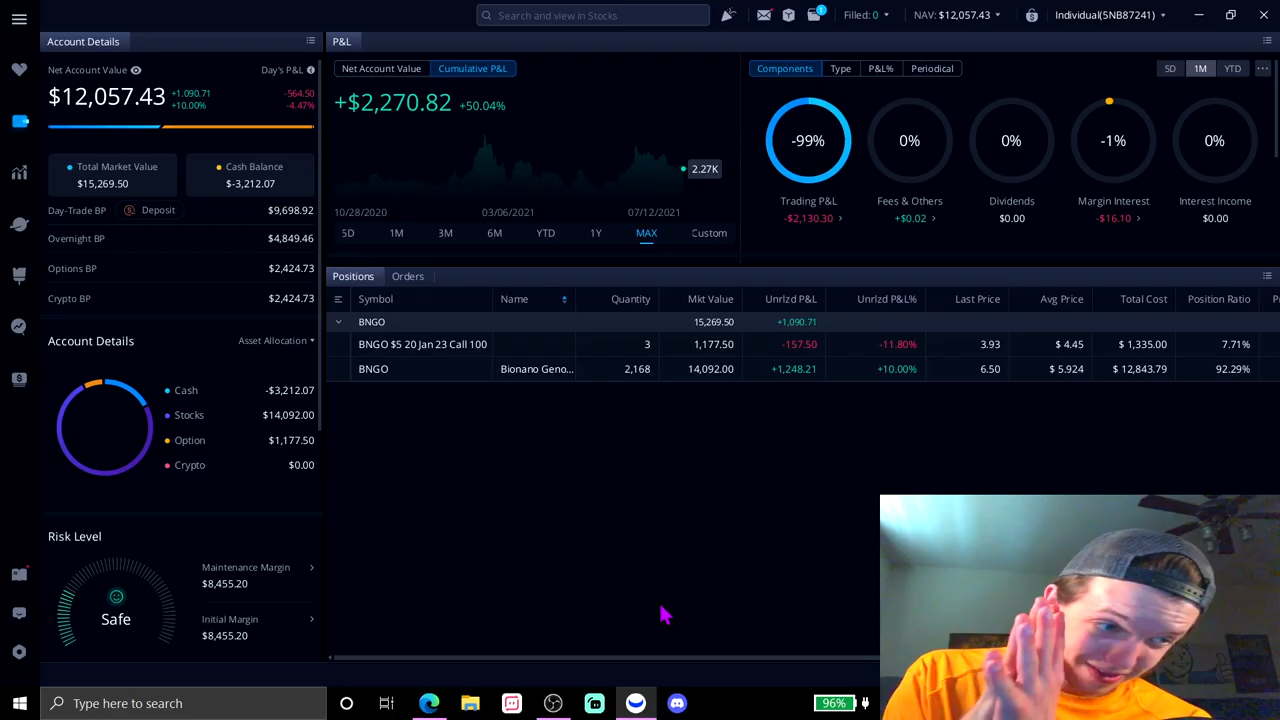 Search and view in Stocks
1
Filled: 0
NAV: $12,057.43
Individual(5NB87241)
Account Details
P&L
Net Account Value
Day's P&L
$12,057.43
+1,090.71
-564.50
+10.00%
-4.47%
Total Market Value
Cash Balance
$15,269.50
$-3,212.07
Day-Trade BP
Deposit
$9,698.92
Overnight BP
$4,849.46
Options BP
$2,424.73
Crypto BP
$2,424.73
Account Details
Asset Allocation
Cash
-$3,212.07
Stocks
$14,092.00
Option
$1,177.50
Crypto
$0.00
Risk Level
Safe
Maintenance Margin
$8,455.20
Initial Margin
$8,455.20
Net Account Value
Cumulative P&L
+$2,270.82 +50.04%
2.27K
10/28/2020
03/06/2021
07/12/2021
5D
1M
3M
6M
YTD
1Y
MAX
Custom
Components
Type
P&L%
Periodical
5D
1M
YTD
-99%
0%
0%
-1%
0%
Trading P&L
Fees & Others
Dividends
Margin Interest
Interest Income
-$2,130.30
+$0.02
$0.00
-$16.10
$0.00
Positions
Orders
Symbol
Name
Quantity
Mkt Value
Unrlzd P&L
Unrlzd P&L%
Last Price
Avg Price
Total Cost
Position Ratio
BNGO
15,269.50
+1,090.71
BNGO $5 20 Jan 23 Call 100
3
1,177.50
-157.50
-11.80%
3.93
$ 4.45
$ 1,335.00
7.71%
BNGO
Bionano Geno...
2,168
14,092.00
+1,248.21
+10.00%
6.50
$ 5.924
$ 12,843.79
92.29%
Type here to search
96%